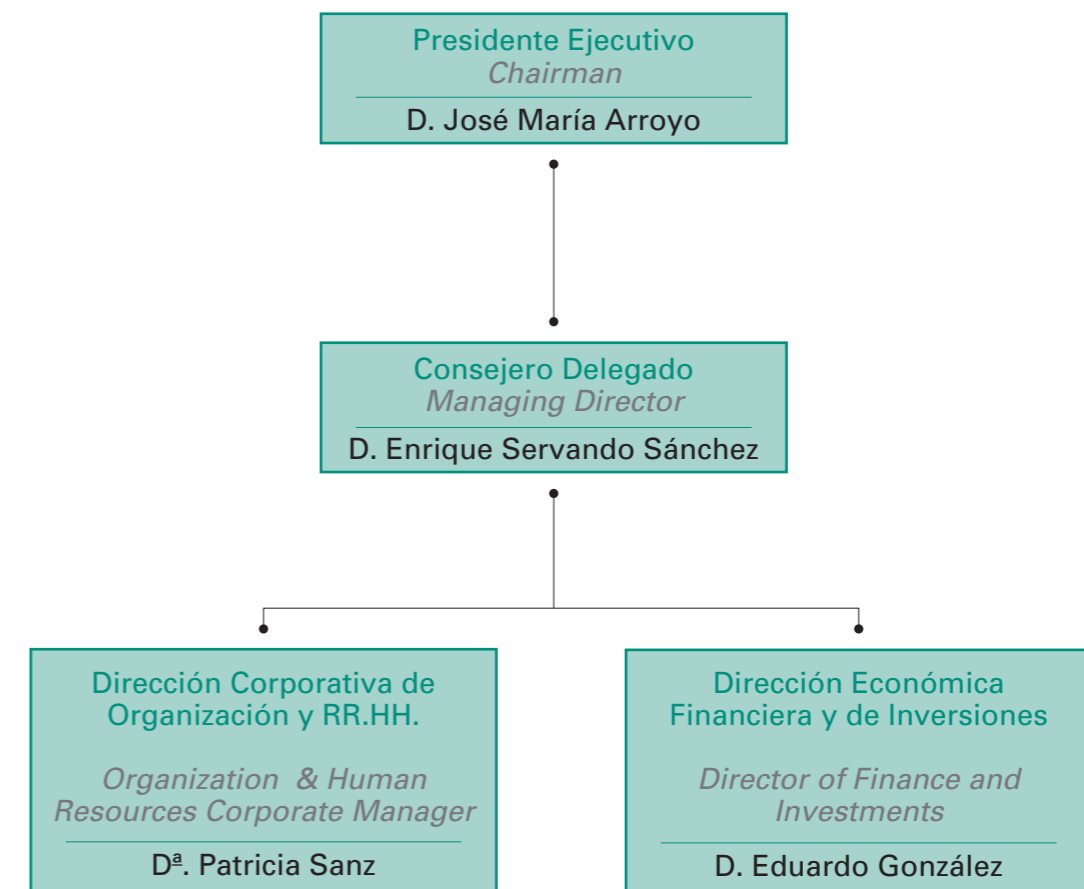 Presidente Ejecutivo
Chairman
D. José María Arroyo
Consejero Delegado
Managing Director
D. Enrique Servando Sánchez
Dirección Corporativa de
Organización y RR.HH.
Organization & Human
Resources Corporate Manager
Dª. Patricia Sanz
Dirección Económica
Financiera y de Inversiones
Director of Finance and
Investments
D. Eduardo González